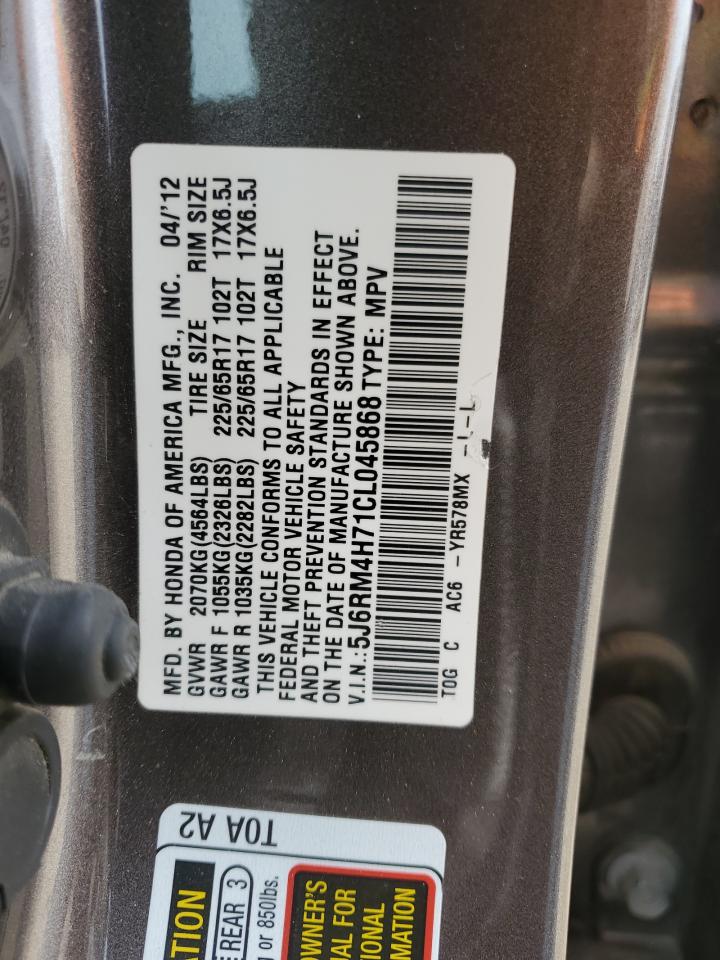 MFD. BY HONDA OF AMERICA MFG., INC. 04/'12
GVWR 2070KG(4564LBS) TIRE SIZE RIM SIZE
GAWR F 1055KG(2326LBS) 225/65R17 102T 17X6.5J
GAWR R 1035KG(2282LBS) 225/65R17 102T 17X6.5J
THIS VEHICLE CONFORMS TO ALL APPLICABLE
FEDERAL MOTOR VEHICLE SAFETY
AND THEFT PREVENTION STANDARDS IN EFFECT
ON THE DATE OF MANUFACTURE SHOWN ABOVE.
V.I.N.:5J6RM4H71CL045868 TYPE: MPV
T0G C AC6 -YR578MX -L-L
T0A A2
ATION
REAR 3
or 850lbs.
OWNER'S
AL FOR
IONAL
MATION